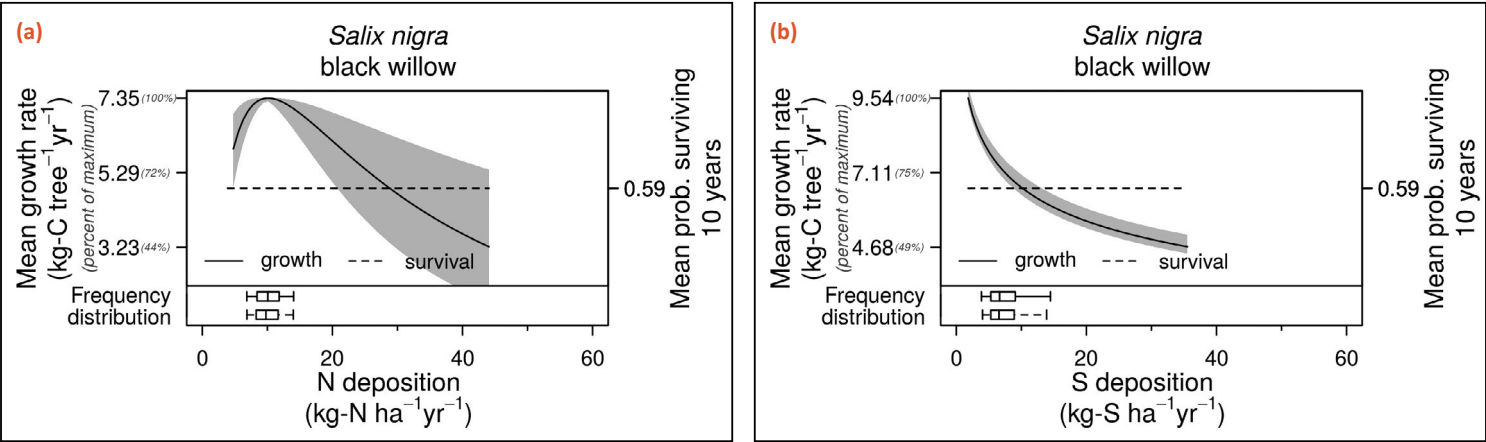 (a)
Salix nigra
black willow
Mean growth rate
(kg-C tree⁻¹yr⁻¹)
(percent of maximum)
7.35(100%)
5.29(72%)
3.23(44%)
growth
survival
0.59
Mean prob. surviving
10 years
Frequency
distribution
0
20
40
60
N deposition
(kg-N ha⁻¹yr⁻¹)
(b)
Salix nigra
black willow
Mean growth rate
(kg-C tree⁻¹yr⁻¹)
(percent of maximum)
9.54(100%)
7.11(75%)
4.68(49%)
growth
survival
0.59
Mean prob. surviving
10 years
Frequency
distribution
0
20
40
60
S deposition
(kg-S ha⁻¹yr⁻¹)